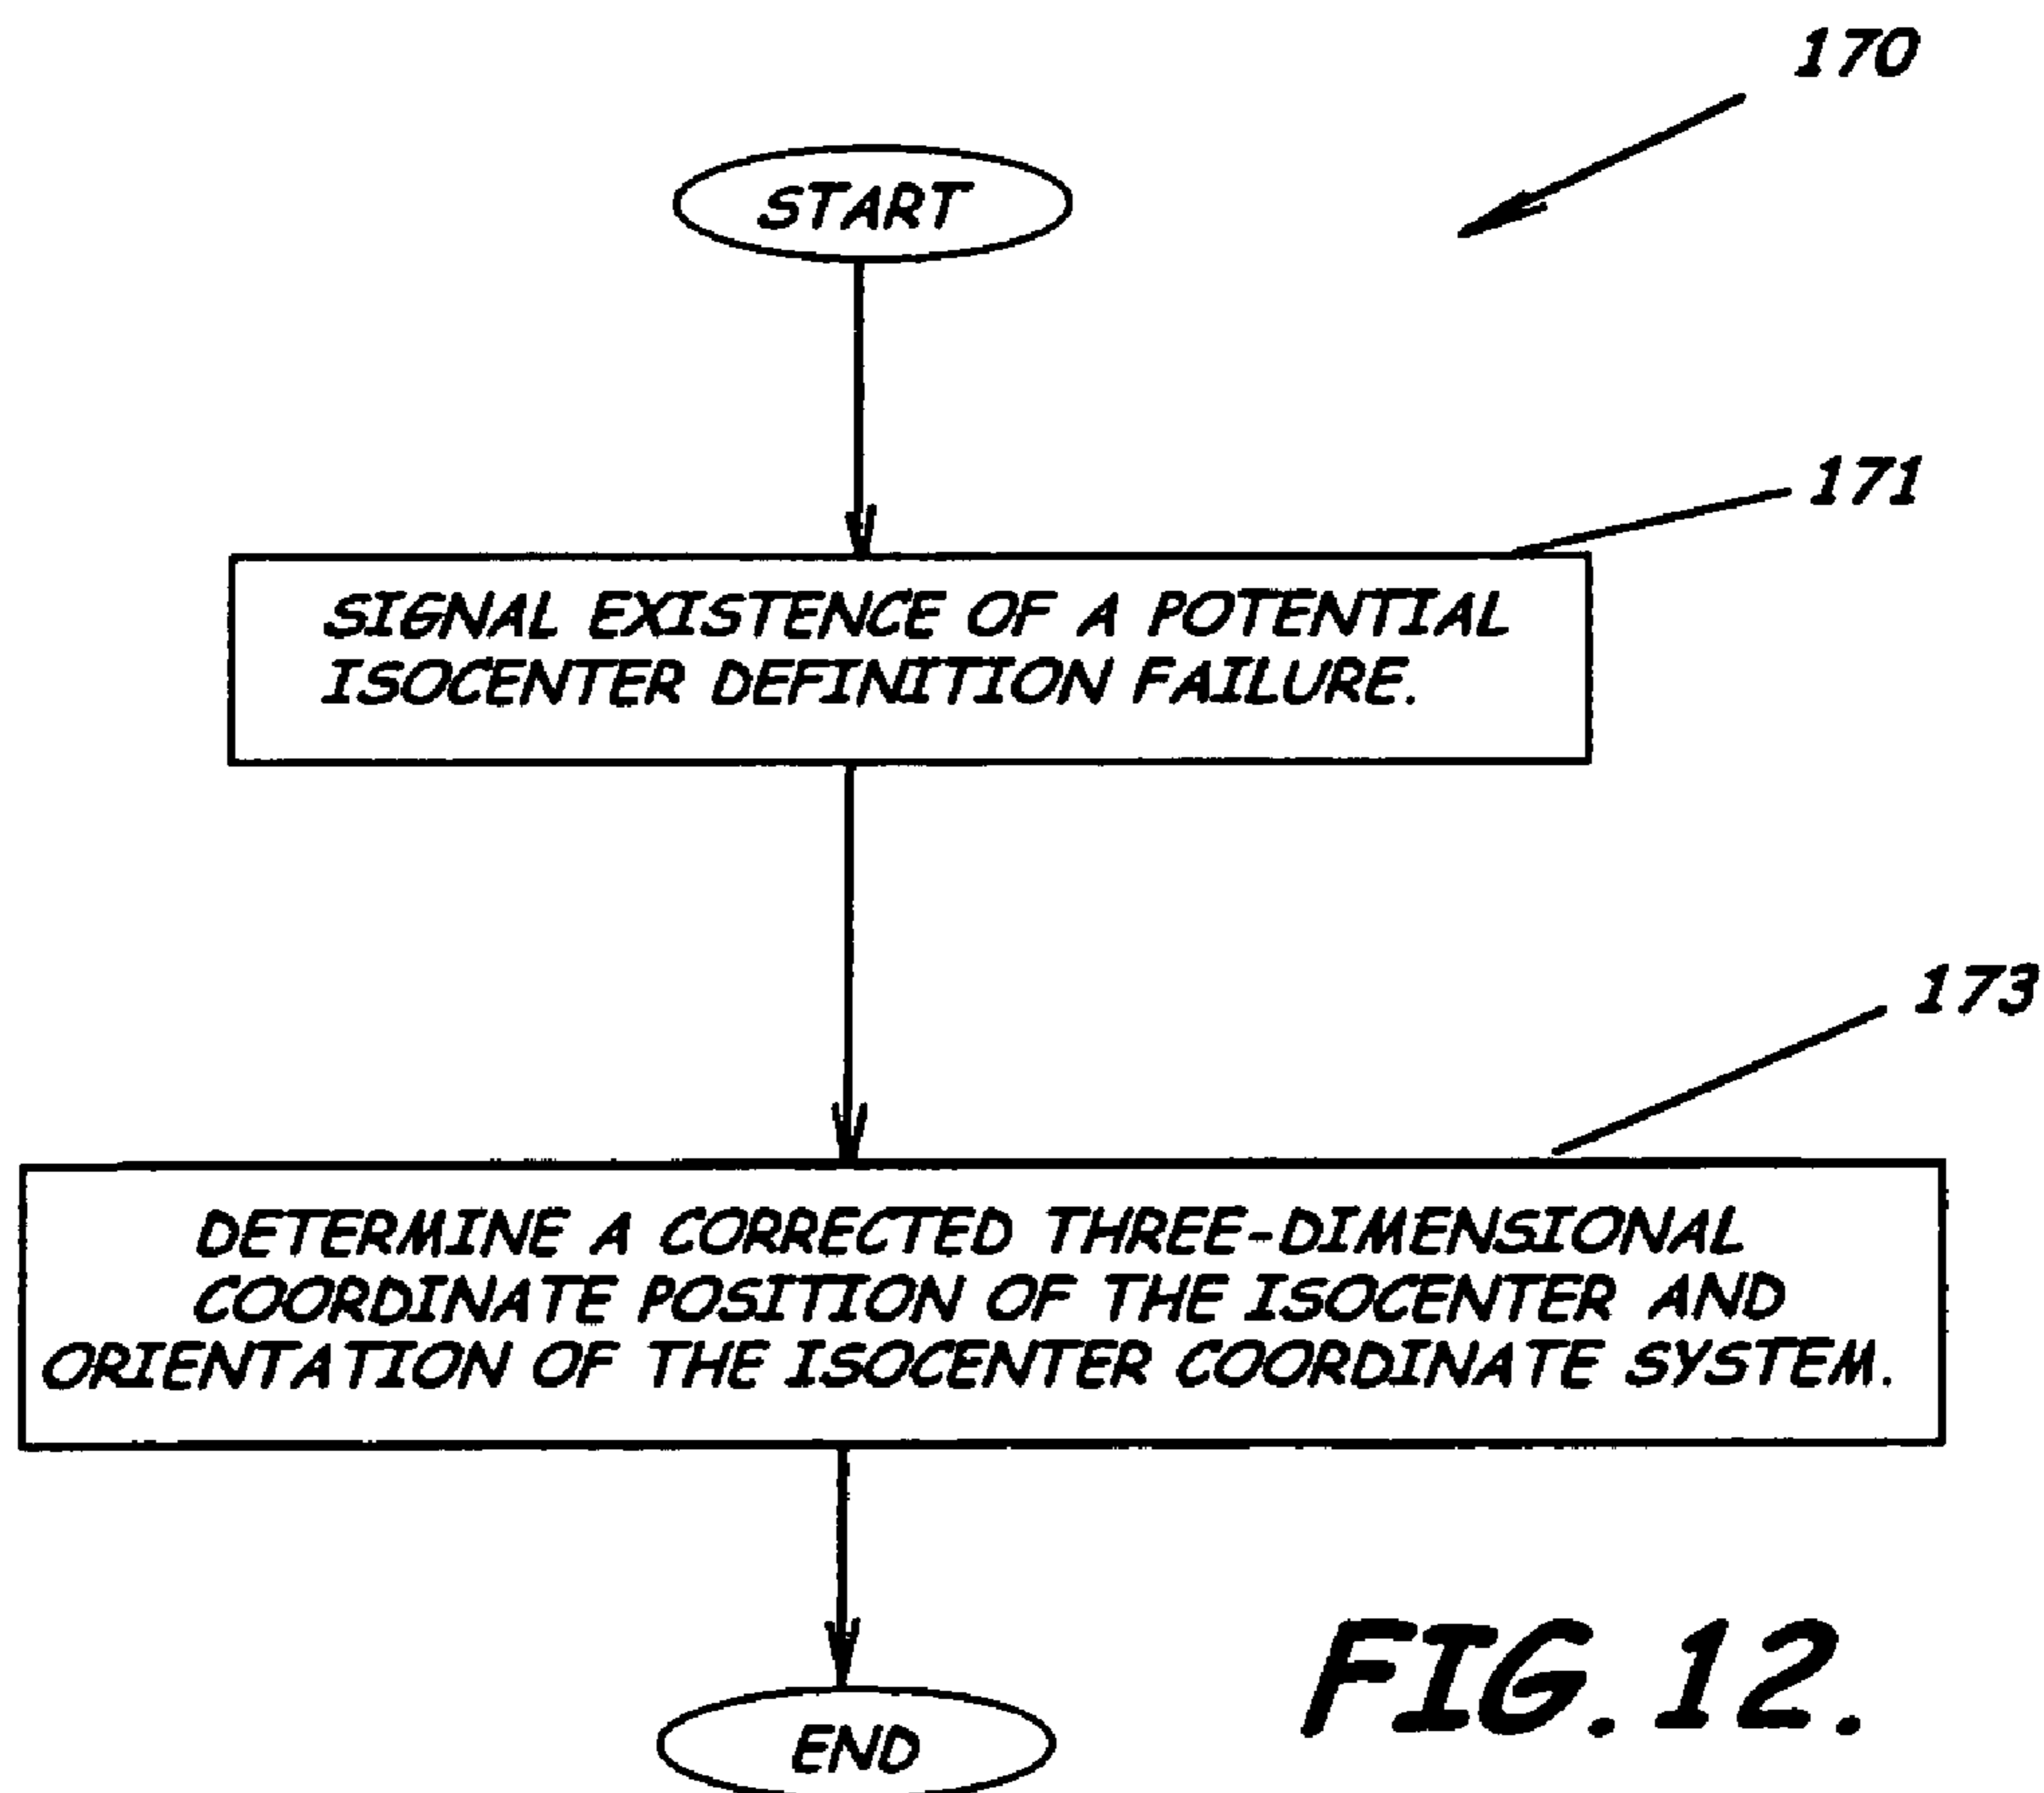 170
START
171
SIGNAL EXISTENCE OF A POTENTIAL
ISOCENTER DEFINITION FAILURE.
173
DETERMINE A CORRECTED THREE-DIMENSIONAL
COORDINATE POSITION OF THE ISOCENTER AND
ORIENTATION OF THE ISOCENTER COORDINATE SYSTEM.
END
FIG. 12.